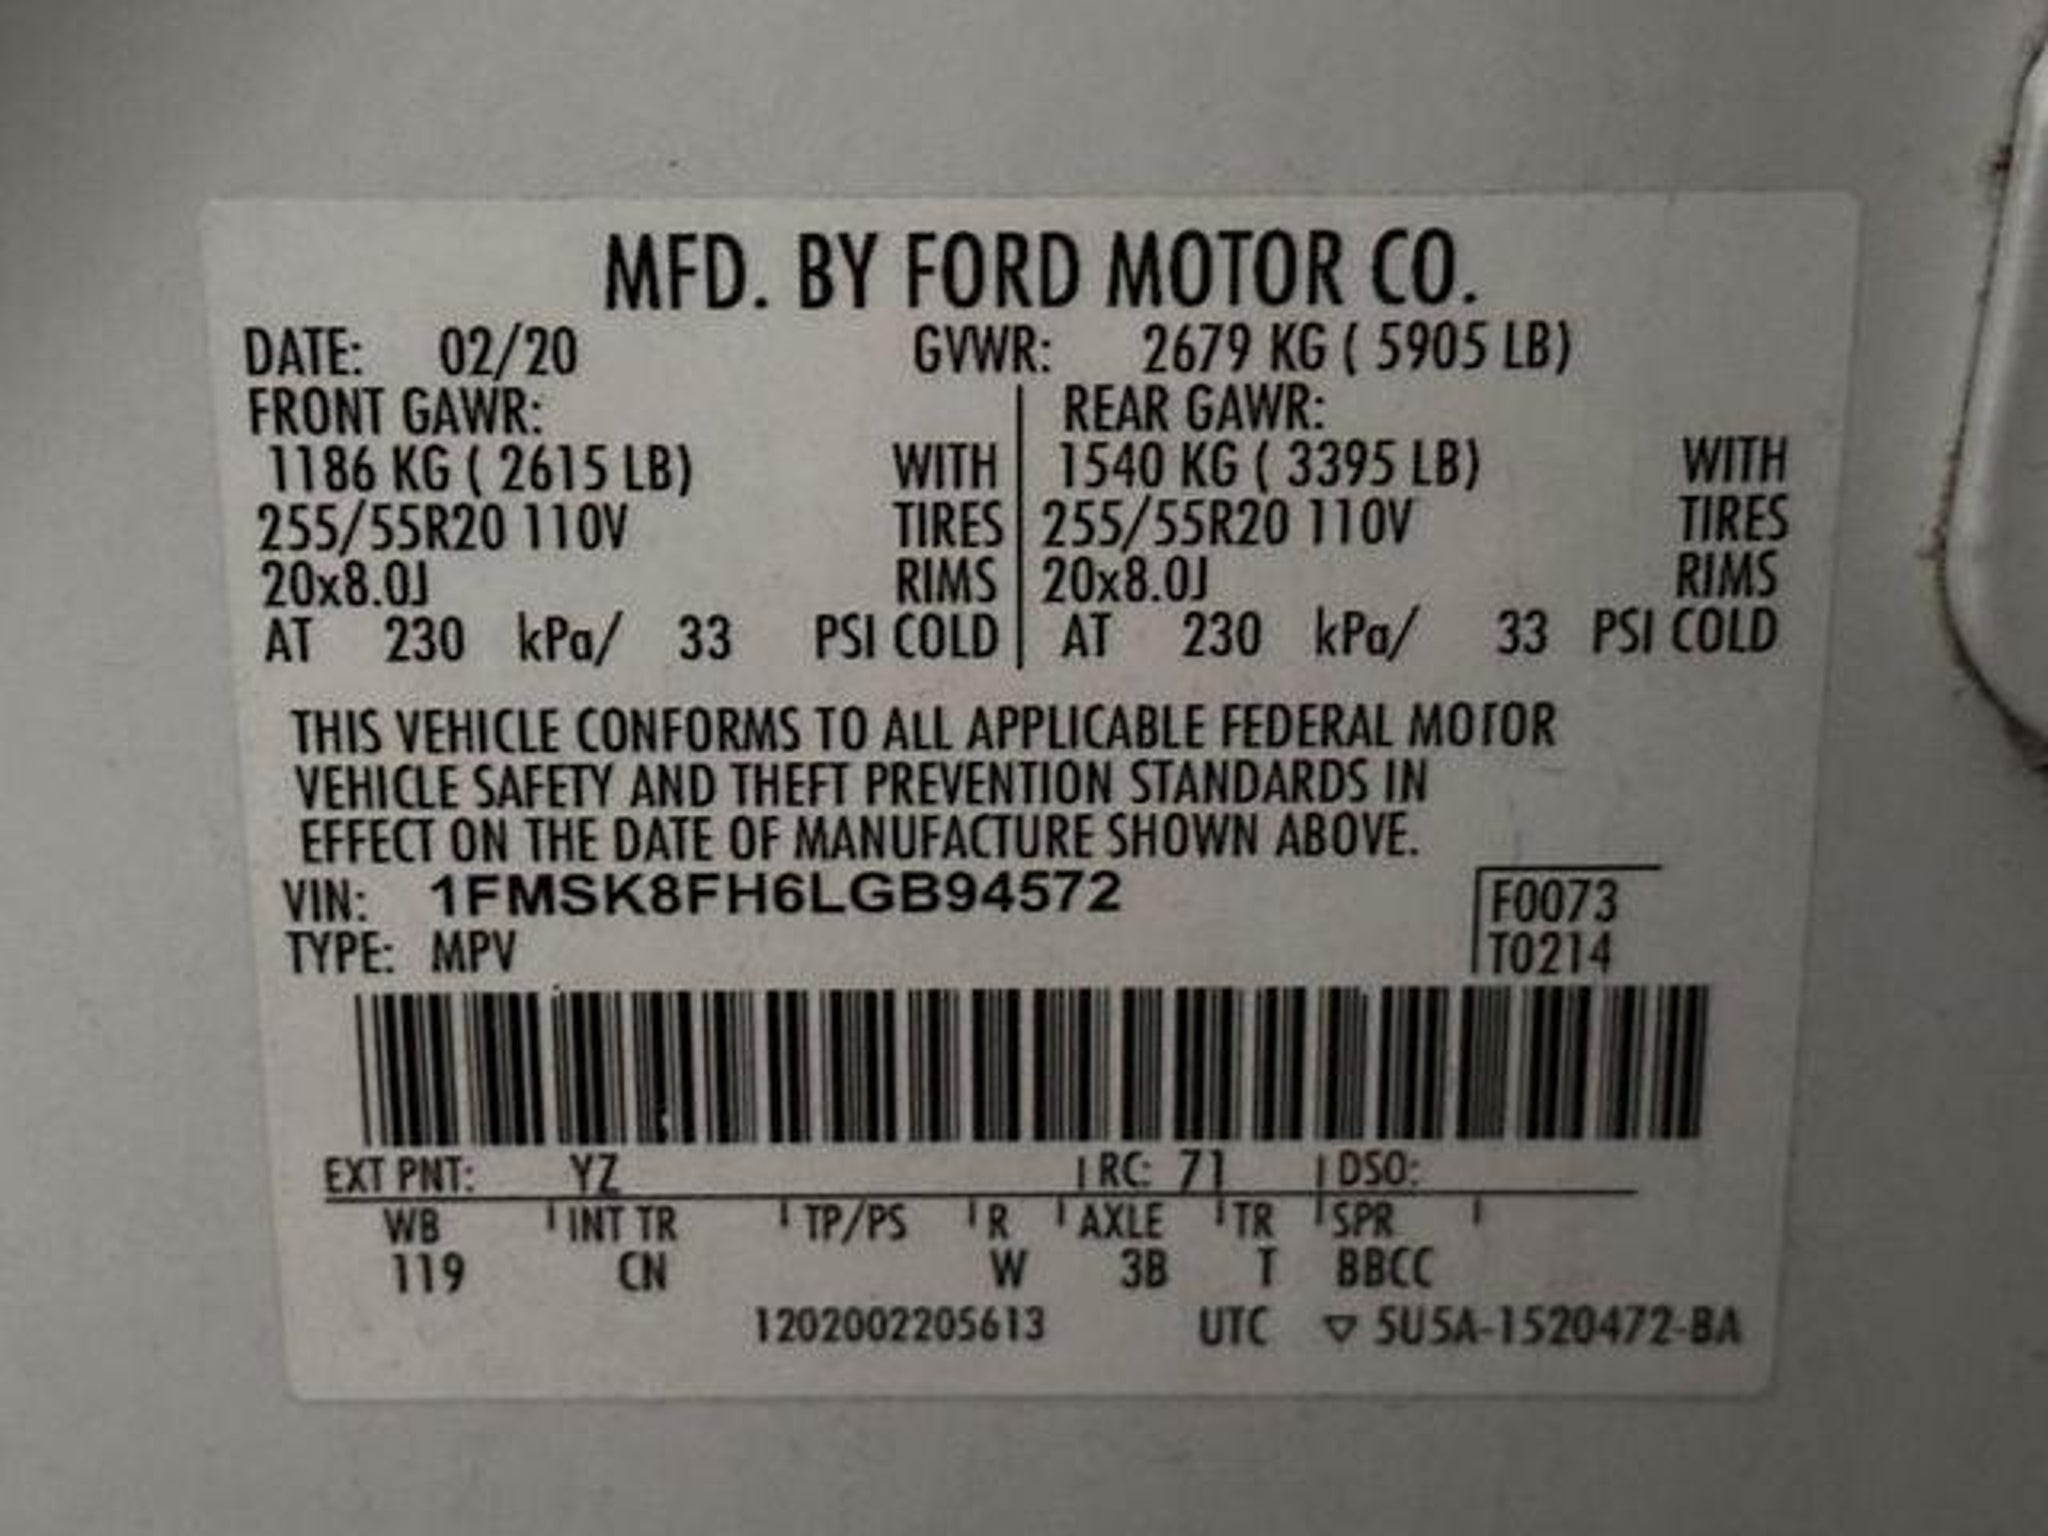 MFD. BY FORD MOTOR CO.
DATE: 02/20 GVWR: 2679 KG ( 5905 LB)
FRONT GAWR: REAR GAWR:
1186 KG ( 2615 LB) WITH 1540 KG ( 3395 LB) WITH
255/55R20 110V TIRES 255/55R20 110V TIRES
20x8.0J RIMS 20x8.0J RIMS
AT 230 kPa/ 33 PSI COLD AT 230 kPa/ 33 PSI COLD
THIS VEHICLE CONFORMS TO ALL APPLICABLE FEDERAL MOTOR
VEHICLE SAFETY AND THEFT PREVENTION STANDARDS IN
EFFECT ON THE DATE OF MANUFACTURE SHOWN ABOVE.
VIN: 1FMSK8FH6LGB94572 F0073
TYPE: MPV T0214
EXT PNT: YZ RC: 71 DSO:
WB INT TR TP/PS R AXLE TR SPR
119 CN W 3B T BBCC
1202002205613 UTC ▽ 5U5A-1520472-BA